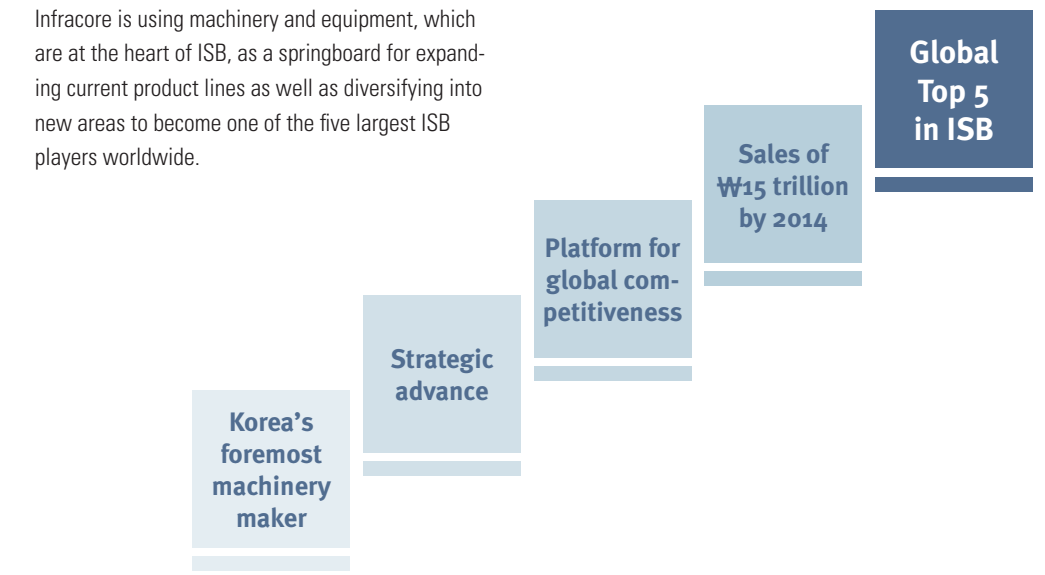 Infracore is using machinery and equipment, which
are at the heart of ISB, as a springboard for expand-
ing current product lines as well as diversifying into
new areas to become one of the five largest ISB
players worldwide.
Global
Top 5
in ISB
Sales of
₩15 trillion
by 2014
Platform for
global com-
petitiveness
Strategic
advance
Korea’s
foremost
machinery
maker